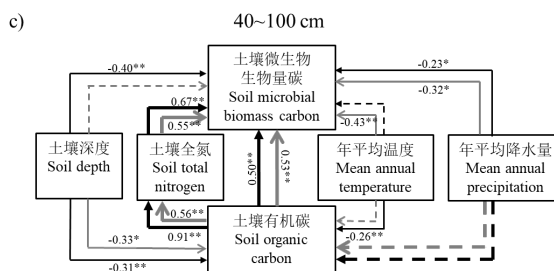 c)
40~100 cm
-0.40**
土壤微生物
生物量碳
Soil microbial
biomass carbon
-0.23*
-0.32*
0.67**
0.55**
-0.43**
土壤深度
Soil depth
土壤全氮
Soil total
nitrogen
0.50**
0.53**
年平均温度
Mean annual
temperature
年平均降水量
Mean annual
precipitation
0.56**
0.91**
-0.33*
-0.31**
土壤有机碳
Soil organic
carbon
-0.26**